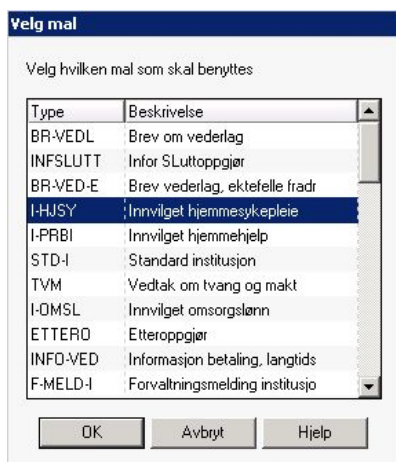 Velg mal
Velg hvilken mal som skal benyttes
Type Beskrivelse
BR-VEDL Brev om vederlag
INFSLUTT Infor SLuttoppgjør
BR-VED-E Brev vederlag, ektefelle fradr
I-HJSY Innvilget hjemmesykepleie
I-PRBI Innvilget hjemmehjelp
STD-I Standard institusjon
TVM Vedtak om tvang og makt
I-OMSL Innvilget omsorgslønn
ETTERO Etteroppgjør
INFO-VED Informasjon betaling, langtids
F-MELD-I Forvaltningsmelding institusjo
OK Avbryt Hjelp